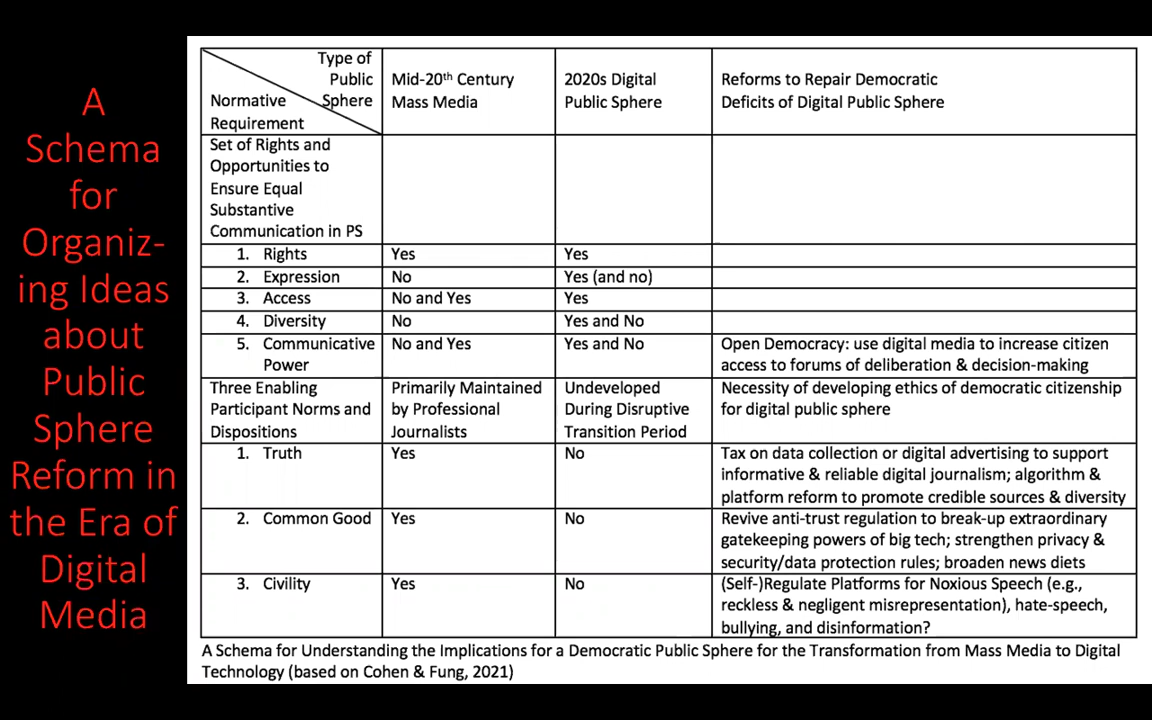 A
Schema
for
Organiz-
ing Ideas
about
Public
Sphere
Reform in
the Era of
Digital
Media
Type of
Public
Sphere
Normative
Requirement
Mid-20th Century
Mass Media
2020s Digital
Public Sphere
Reforms to Repair Democratic
Deficits of Digital Public Sphere
Set of Rights and
Opportunities to
Ensure Equal
Substantive
Communication in PS
1. Rights Yes Yes
2. Expression No Yes (and no)
3. Access No and Yes Yes
4. Diversity No Yes and No
5. Communicative
Power
No and Yes
Yes and No
Open Democracy: use digital media to increase citizen
access to forums of deliberation & decision-making
Three Enabling
Participant Norms and
Dispositions
Primarily Maintained
by Professional
Journalists
Undeveloped
During Disruptive
Transition Period
Necessity of developing ethics of democratic citizenship
for digital public sphere
1. Truth
Yes
No
Tax on data collection or digital advertising to support
informative & reliable digital journalism; algorithm &
platform reform to promote credible sources & diversity
2. Common Good
Yes
No
Revive anti-trust regulation to break-up extraordinary
gatekeeping powers of big tech; strengthen privacy &
security/data protection rules; broaden news diets
3. Civility
Yes
No
(Self-)Regulate Platforms for Noxious Speech (e.g.,
reckless & negligent misrepresentation), hate-speech,
bullying, and disinformation?
A Schema for Understanding the Implications for a Democratic Public Sphere for the Transformation from Mass Media to Digital
Technology (based on Cohen & Fung, 2021)